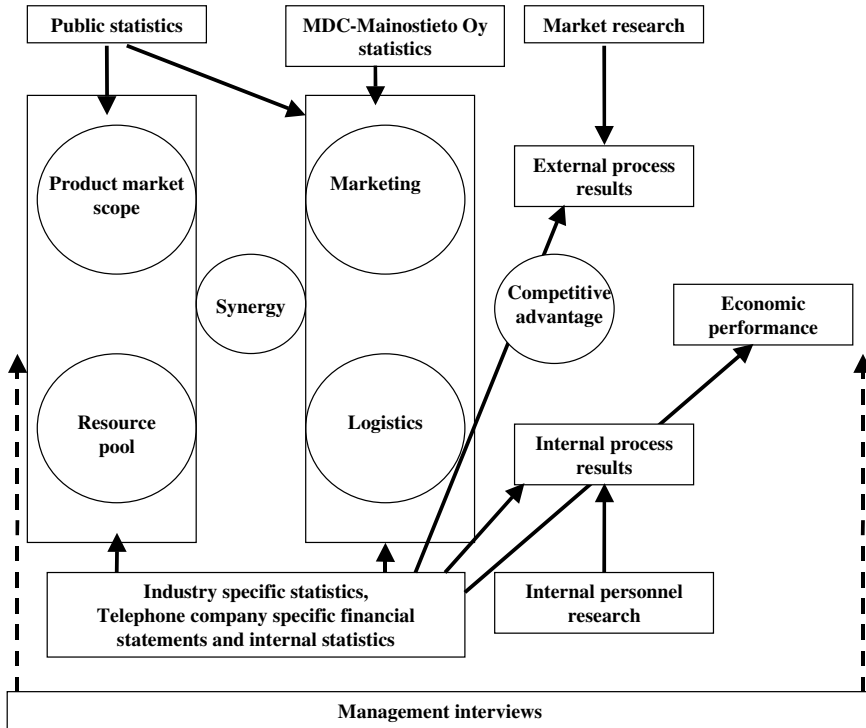 Public statistics
MDC-Mainostieto Oy
statistics
Market research
Product market
scope
Marketing
External process
results
Synergy
Competitive
advantage
Economic
performance
Resource
pool
Logistics
Internal process
results
Industry specific statistics,
Telephone company specific financial
statements and internal statistics
Internal personnel
research
Management interviews